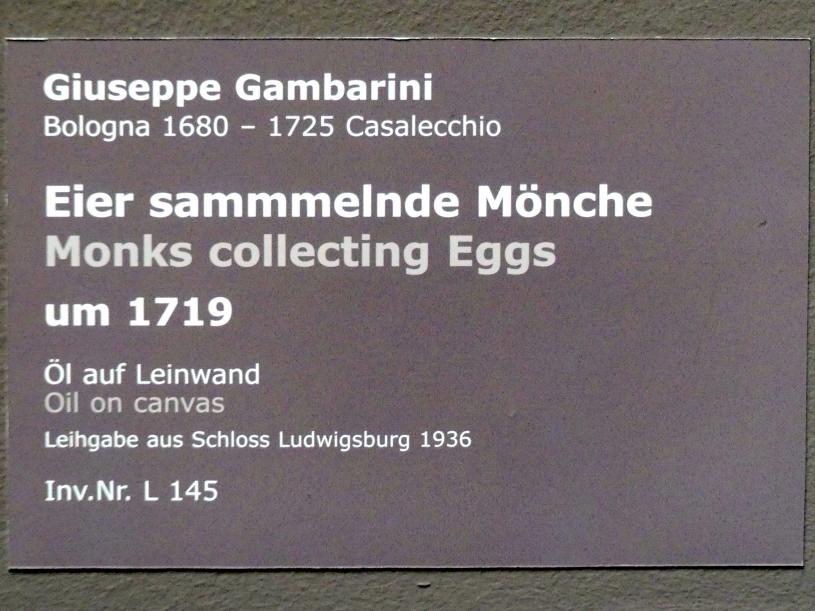 Giuseppe Gambarini
Bologna 1680 – 1725 Casalecchio
Eier sammmelnde Mönche
Monks collecting Eggs
um 1719
Öl auf Leinwand
Oil on canvas
Leihgabe aus Schloss Ludwigsburg 1936
Inv.Nr. L 145